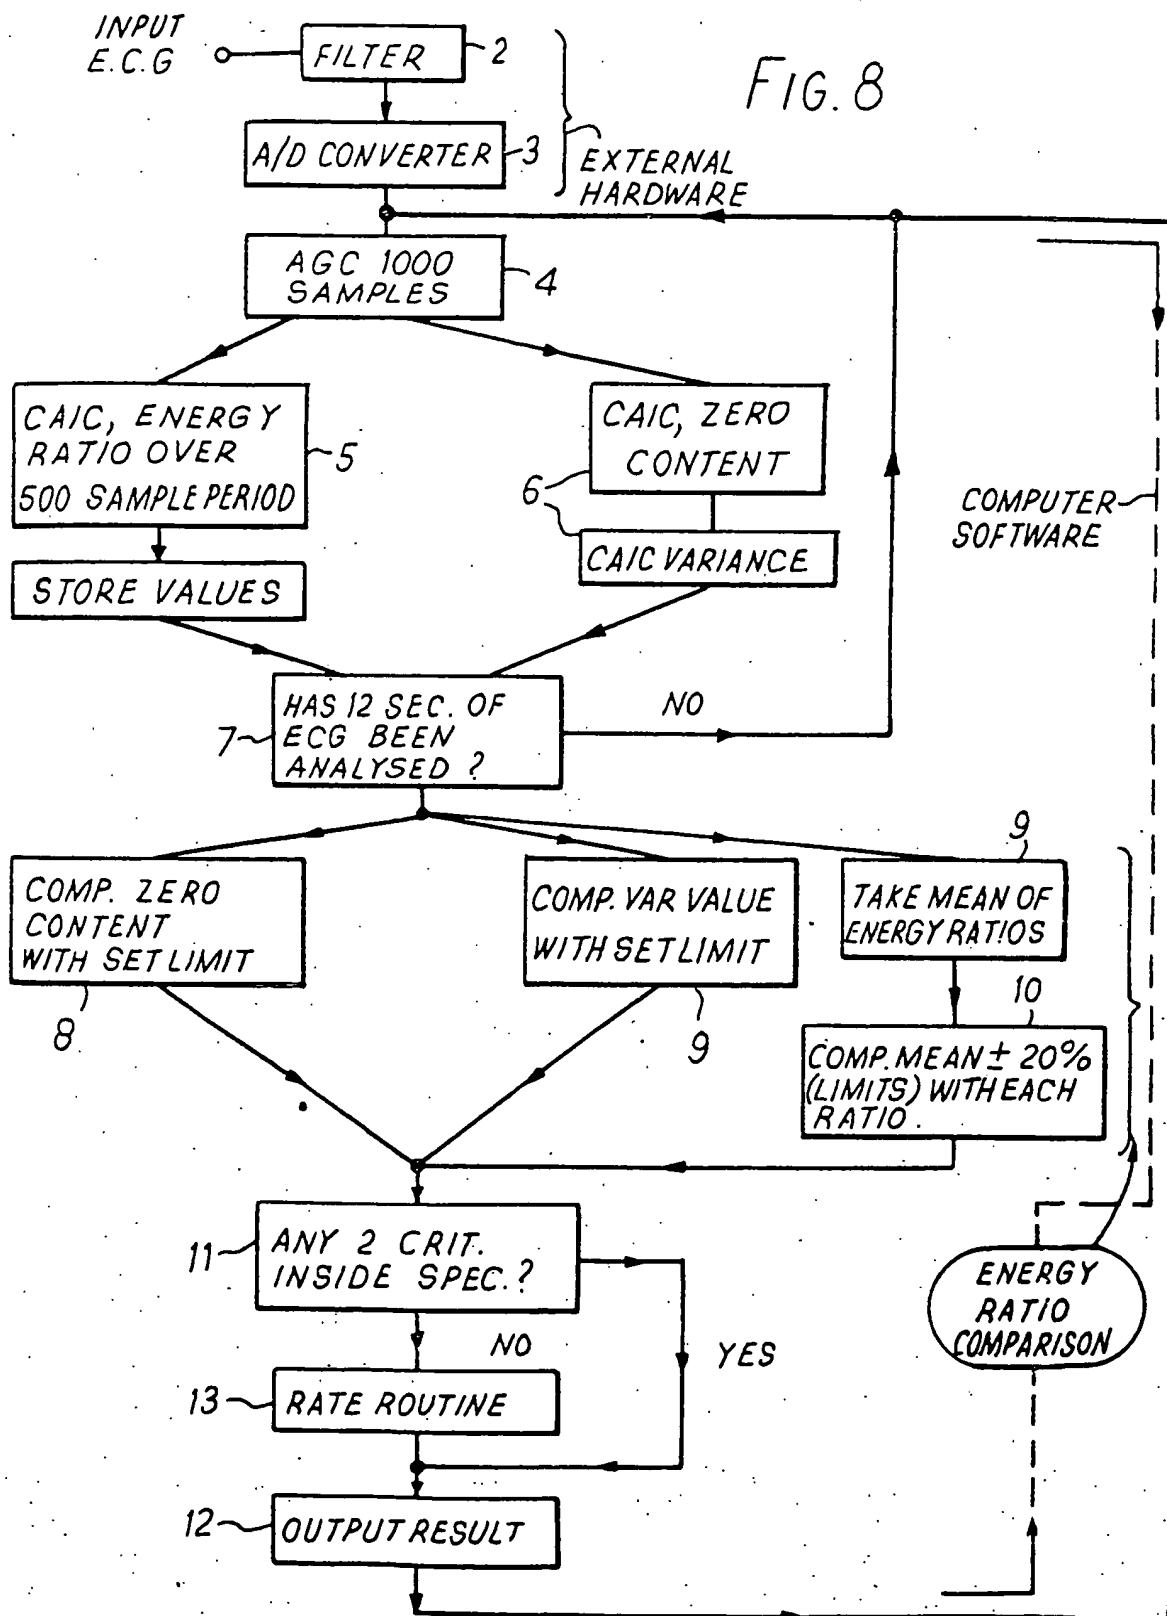 INPUT
E.C.G
FILTER
2
FIG. 8
A/D CONVERTER
3
EXTERNAL
HARDWARE
AGC 1000
SAMPLES
4
CAIC, ENERGY
RATIO OVER
500 SAMPLE PERIOD
5
CAIC, ZERO
CONTENT
6
CAIC VARIANCE
STORE VALUES
COMPUTER
SOFTWARE
HAS 12 SEC. OF
ECG BEEN
ANALYSED ?
7
NO
COMP. ZERO
CONTENT
WITH SET LIMIT
8
COMP. VAR VALUE
WITH SET LIMIT
9
9
TAKE MEAN OF
ENERGY RATIOS
10
COMP. MEAN ± 20%
(LIMITS) WITH EACH
RATIO.
11
ANY 2 CRIT.
INSIDE SPEC.?
NO
YES
ENERGY
RATIO
COMPARISON
13
RATE ROUTINE
12
OUTPUT RESULT